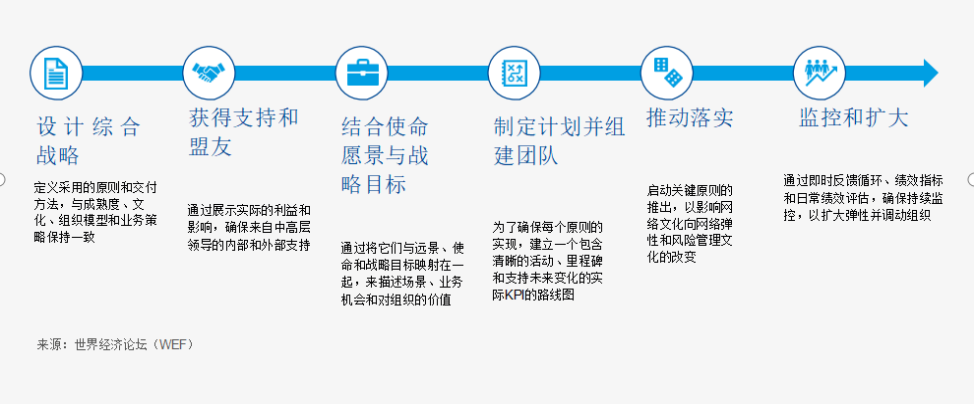 设计综合
战略
定义采用的原则和交付
方法，与成熟度、文
化、组织模型和业务策
略保持一致
获得支持和
盟友
通过展示实际的利益和
影响，确保来自中高层
领导的内部和外部支持
结合使命
愿景与战
略目标
通过将它们与远景、使
命和战略目标映射在一
起，来描述场景、业务
机会和对组织的价值
制定计划并组
建团队
为了确保每个原则的
实现，建立一个包含
清晰的活动、里程碑
和支持未来变化的实
际KPI的路线图
推动落实
启动关键原则的
推出，以影响网
络文化向网络弹
性和风险管理文
化的改变
监控和扩大
通过即时反馈循环、绩效指标
和日常绩效评估，确保持续监
控，以扩大弹性并调动组织
来源：世界经济论坛（WEF）